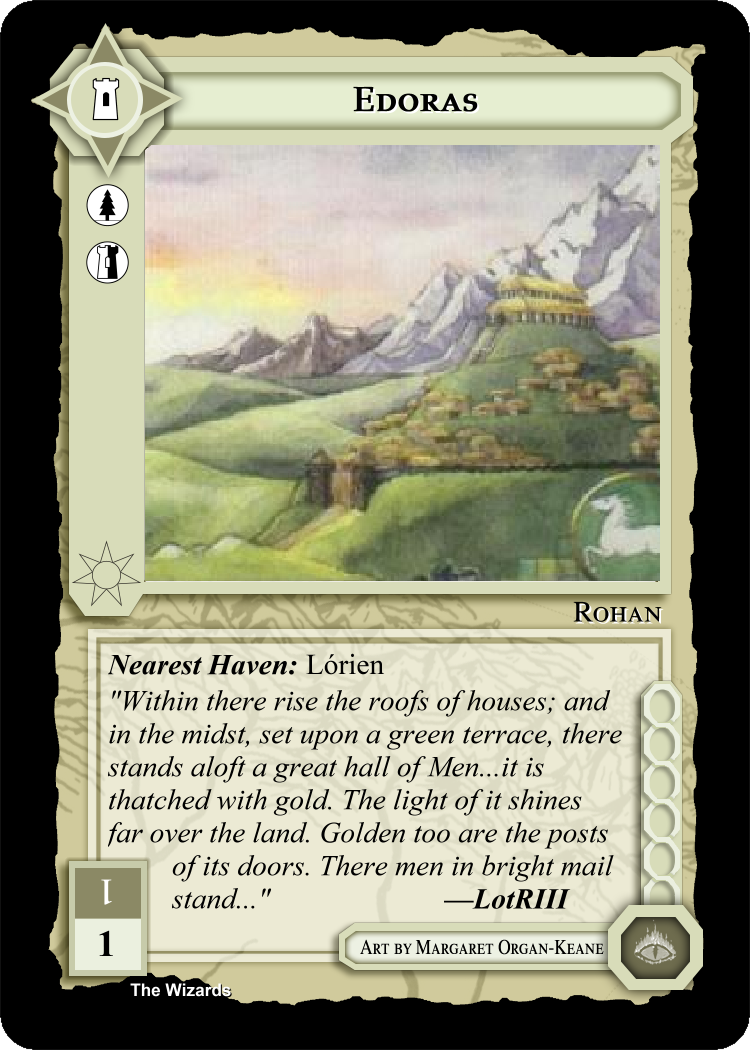 Edoras
Rohan
Nearest Haven: Lórien
"Within there rise the roofs of houses; and
in the midst, set upon a green terrace, there
stands aloft a great hall of Men...it is
thatched with gold. The light of it shines
far over the land. Golden too are the posts
of its doors. There men in bright mail
stand..." —LotRIII
1
1
Art by Margaret Organ-Keane
The Wizards